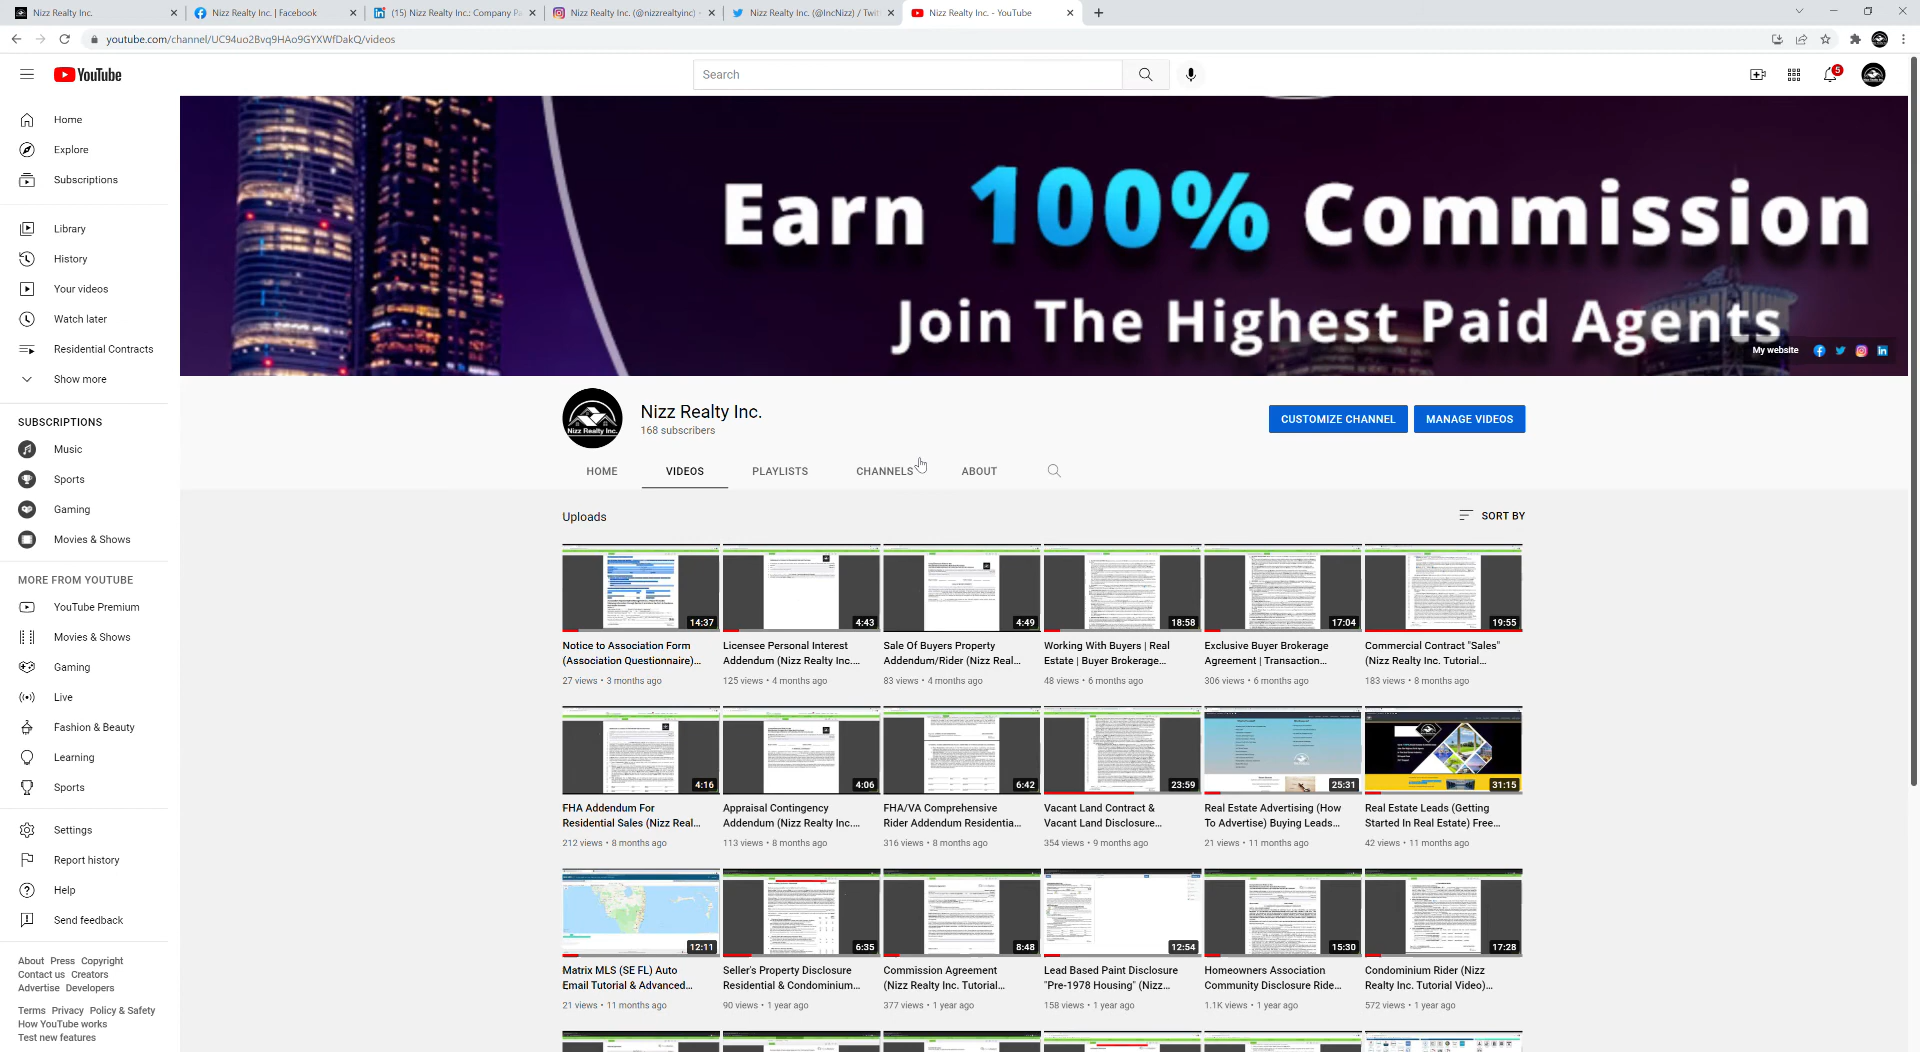 Nizz Realty Inc.
Nizz Realty Inc. | Facebook
(15) Nizz Realty Inc.: Company Pa
Nizz Realty Inc. (@nizzrealtyinc) •
Nizz Realty Inc. (@IncNizz) / Twitt
Nizz Realty Inc. - YouTube
youtube.com/channel/UC94uo2Bvq9HAo9GYXWfDakQ/videos
YouTube
Search
5
Home
Explore
Subscriptions
Library
History
Your videos
Watch later
Residential Contracts
Show more
SUBSCRIPTIONS
Music
Sports
Gaming
Movies & Shows
MORE FROM YOUTUBE
YouTube Premium
Movies & Shows
Gaming
Live
Fashion & Beauty
Learning
Sports
Settings
Report history
Help
Send feedback
About Press Copyright
Contact us Creators
Advertise Developers
Terms Privacy Policy & Safety
How YouTube works
Test new features
Earn 100% Commission
Join The Highest Paid Agents
My website
Nizz Realty Inc.
Nizz Realty Inc.
168 subscribers
CUSTOMIZE CHANNEL
MANAGE VIDEOS
HOME
VIDEOS
PLAYLISTS
CHANNELS
ABOUT
Uploads
SORT BY
14:37
Notice to Association Form
(Association Questionnaire)...
27 views • 3 months ago
4:43
Licensee Personal Interest
Addendum (Nizz Realty Inc....
125 views • 4 months ago
4:49
Sale Of Buyers Property
Addendum/Rider (Nizz Real...
83 views • 4 months ago
18:58
Working With Buyers | Real
Estate | Buyer Brokerage...
48 views • 6 months ago
17:04
Exclusive Buyer Brokerage
Agreement | Transaction...
306 views • 6 months ago
19:55
Commercial Contract "Sales"
(Nizz Realty Inc. Tutorial...
183 views • 8 months ago
4:16
FHA Addendum For
Residential Sales (Nizz Real...
212 views • 8 months ago
4:06
Appraisal Contingency
Addendum (Nizz Realty Inc....
113 views • 8 months ago
6:42
FHA/VA Comprehensive
Rider Addendum Residentia...
316 views • 8 months ago
23:59
Vacant Land Contract &
Vacant Land Disclosure...
354 views • 9 months ago
25:31
Real Estate Advertising (How
To Advertise) Buying Leads...
21 views • 11 months ago
31:15
Real Estate Leads (Getting
Started In Real Estate) Free...
42 views • 11 months ago
12:11
Matrix MLS (SE FL) Auto
Email Tutorial & Advanced...
21 views • 11 months ago
6:35
Seller's Property Disclosure
Residential & Condominium...
90 views • 1 year ago
8:48
Commission Agreement
(Nizz Realty Inc. Tutorial...
377 views • 1 year ago
12:54
Lead Based Paint Disclosure
"Pre-1978 Housing" (Nizz...
158 views • 1 year ago
15:30
Homeowners Association
Community Disclosure Ride...
1.1K views • 1 year ago
17:28
Condominium Rider (Nizz
Realty Inc. Tutorial Video)...
572 views • 1 year ago